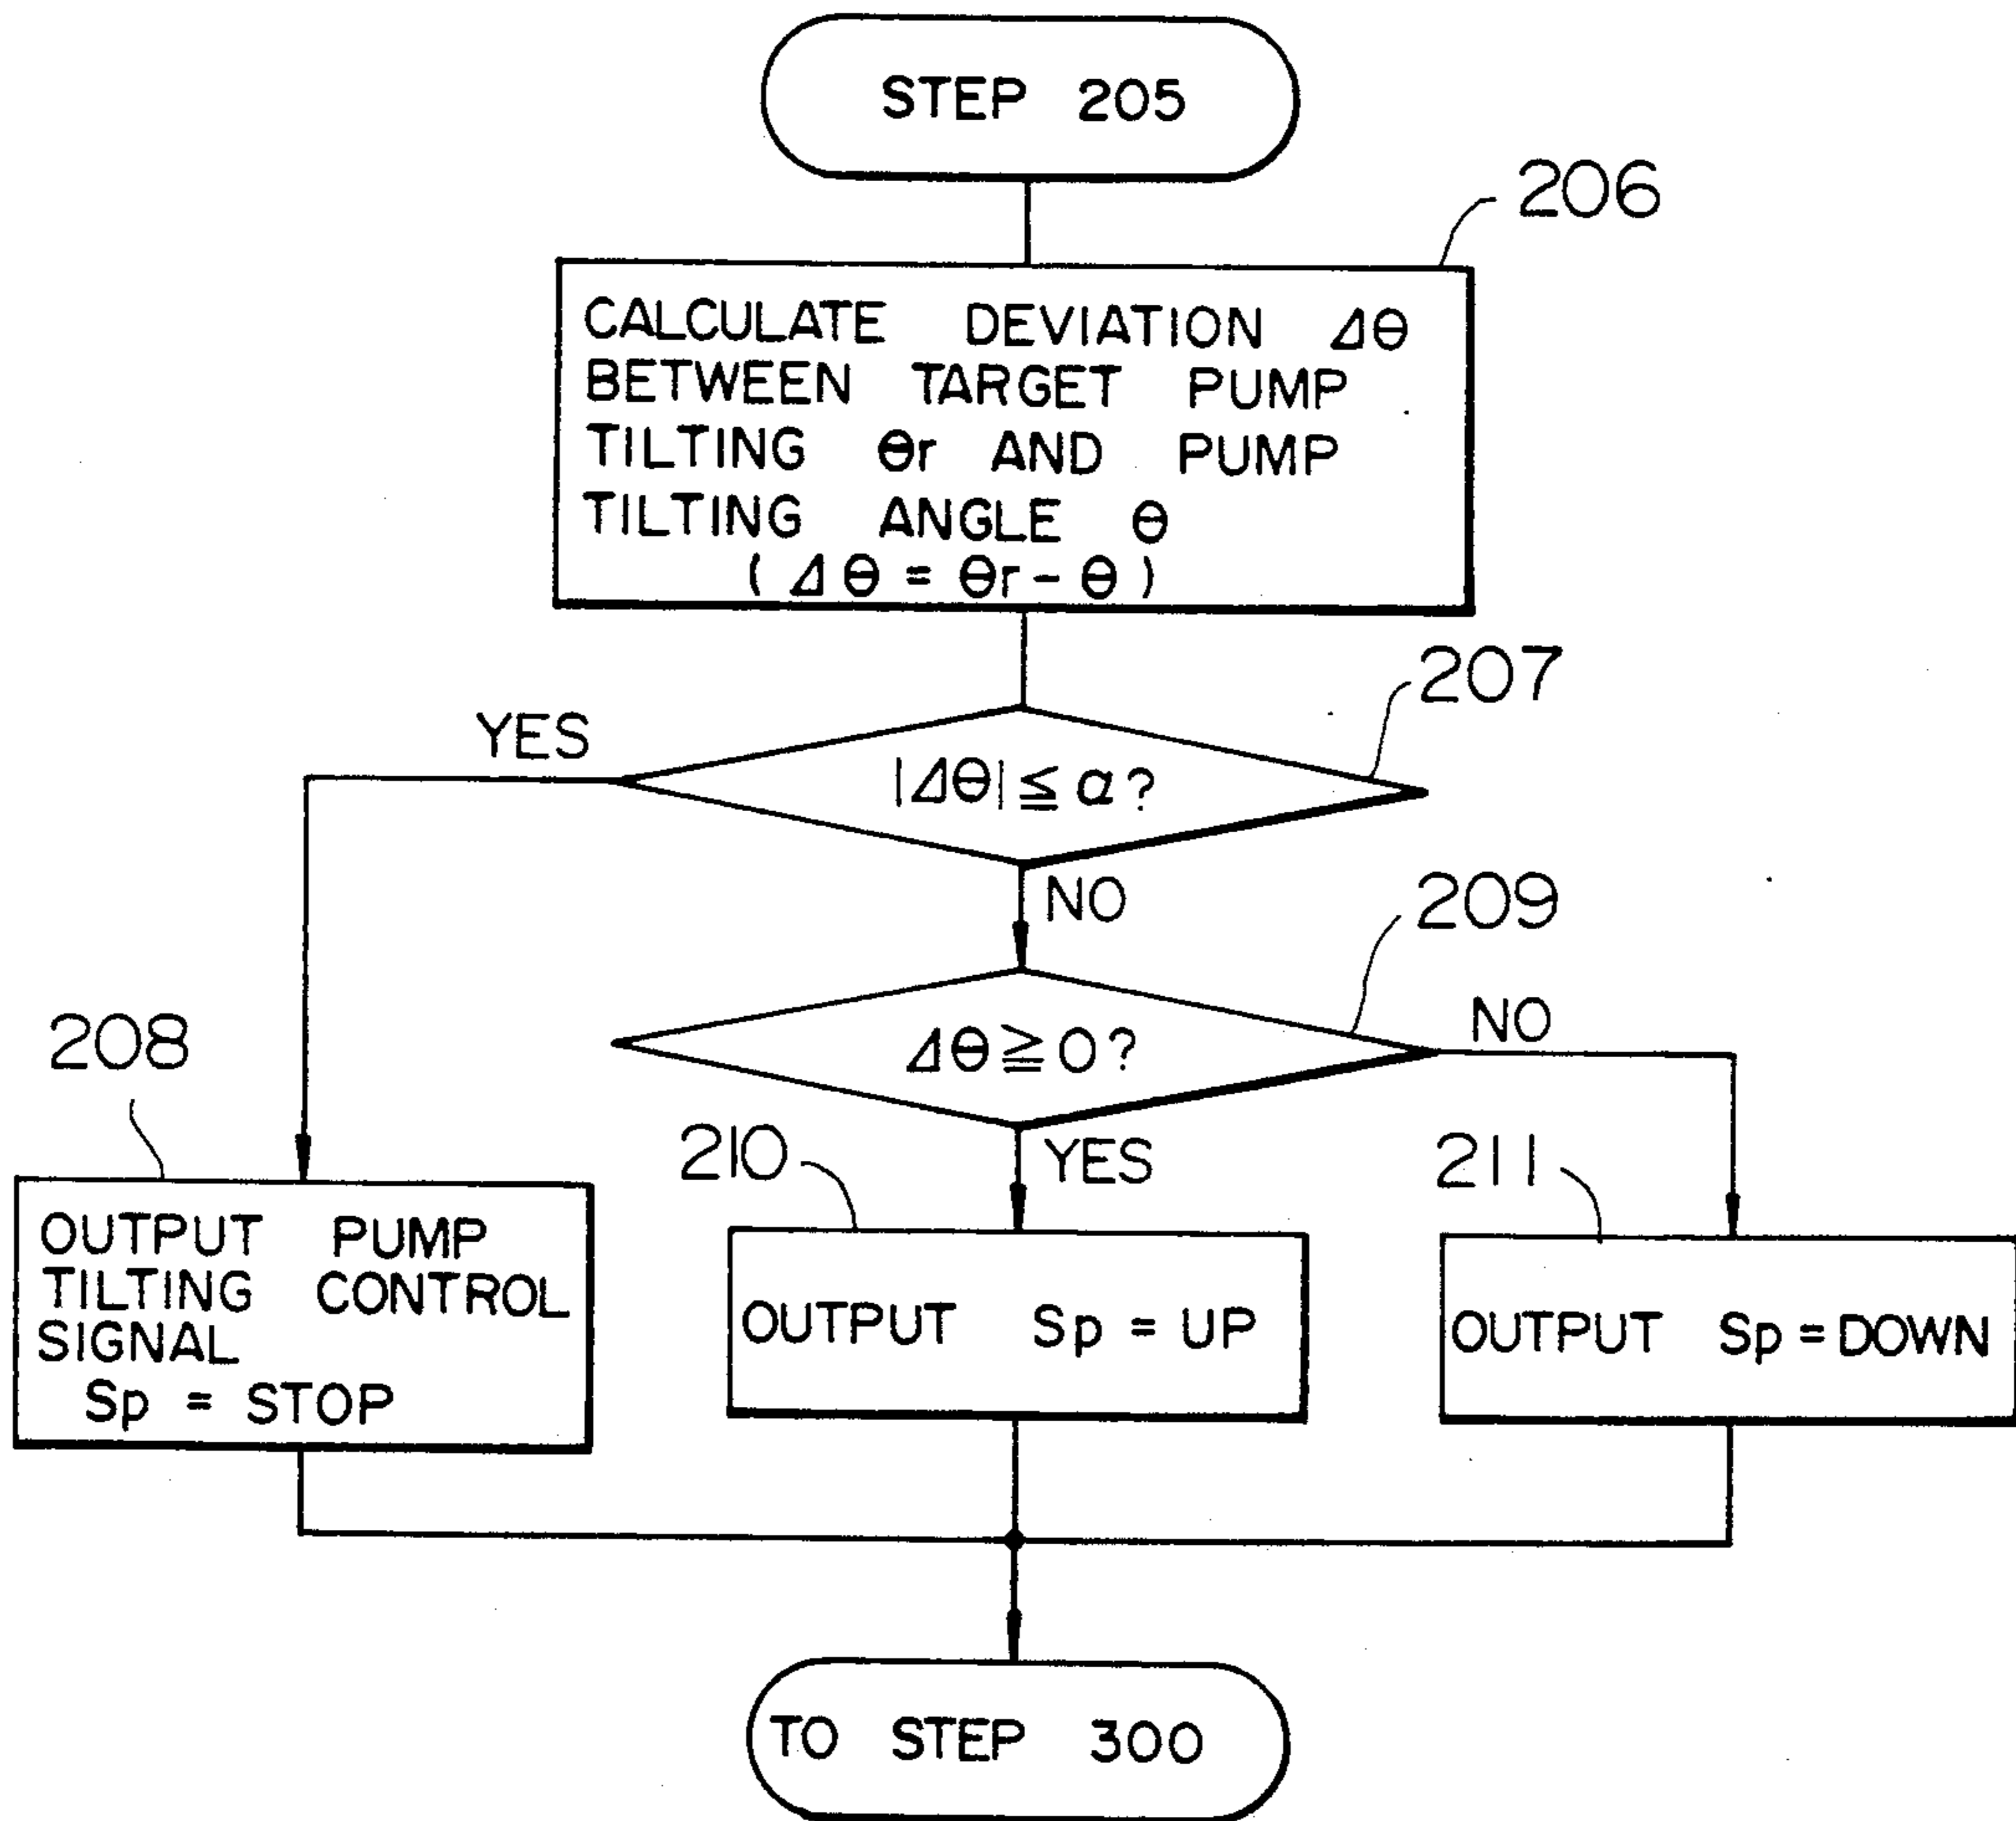 STEP 205
206
CALCULATE DEVIATION Δθ
BETWEEN TARGET PUMP
TILTING θr AND PUMP
TILTING ANGLE θ
(Δθ = θr - θ)
207
YES
|Δθ| ≦ α?
NO
209
208
Δθ ≧ 0?
NO
210
YES
211
OUTPUT PUMP
TILTING CONTROL
SIGNAL
Sp = STOP
OUTPUT Sp = UP
OUTPUT Sp = DOWN
TO STEP 300